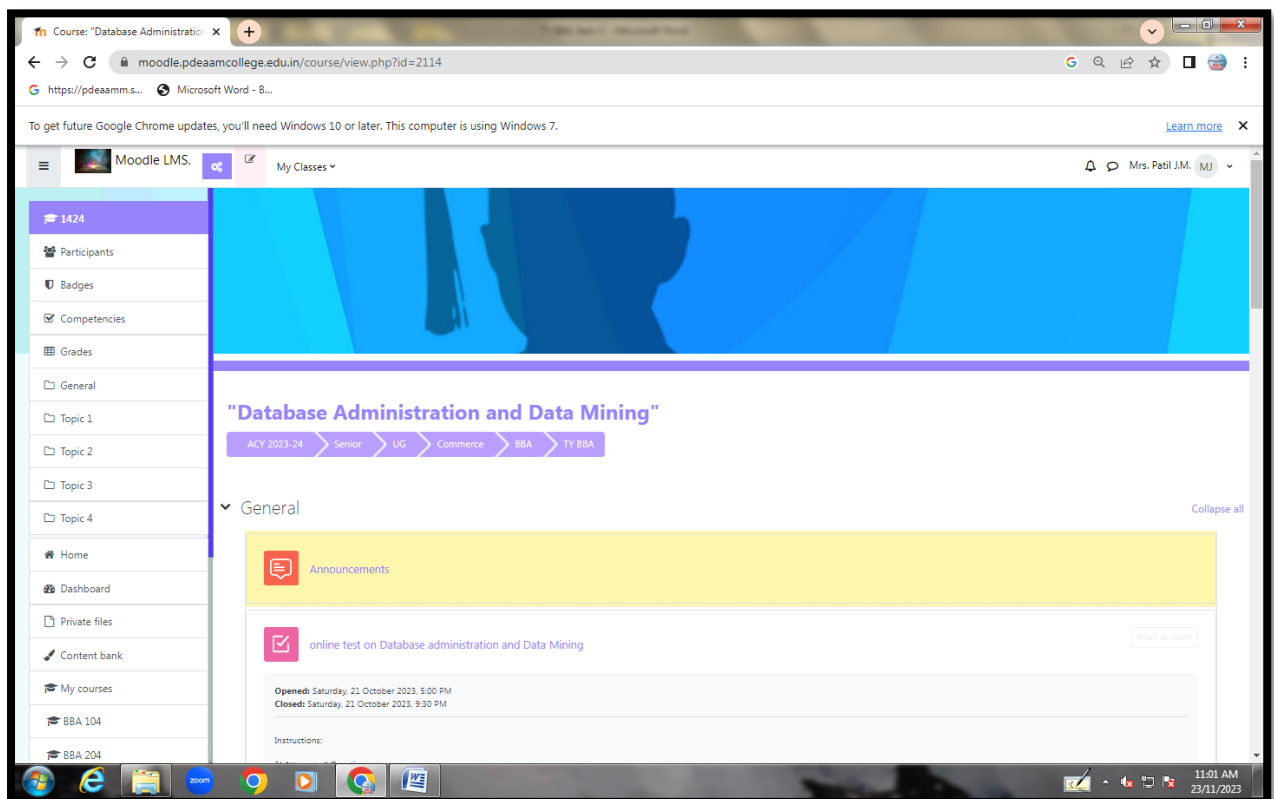 Course: "Database Administratio
moodle.pdeaamcollege.edu.in/course/view.php?id=2114
https://pdeaamm.s... Microsoft Word - B...
To get future Google Chrome updates, you'll need Windows 10 or later. This computer is using Windows 7. Learn more
Moodle LMS. My Classes Mrs. Patil J.M. MJ
1424
Participants
Badges
Competencies
Grades
General
Topic 1
Topic 2
Topic 3
Topic 4
Home
Dashboard
Private files
Content bank
My courses
BBA 104
BBA 204
"Database Administration and Data Mining"
ACY 2023-24 Senior UG Commerce BBA TY BBA
General Collapse all
Announcements
online test on Database administration and Data Mining Mark as done
Opened: Saturday, 21 October 2023, 5:00 PM
Closed: Saturday, 21 October 2023, 9:30 PM
Instructions:
zoom
11:01 AM
23/11/2023